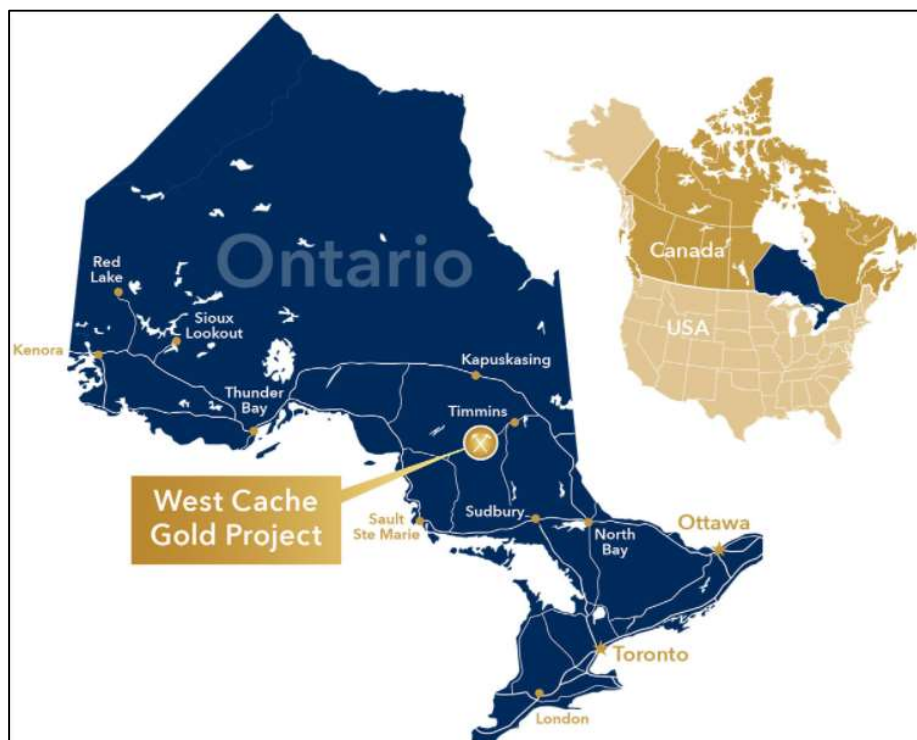 Ontario
Red
Lake
Sioux
Lookout
Kenora
Thunder
Bay
Kapuskasing
Timmins
West Cache
Gold Project
Sault
Ste Marie
Sudbury
North
Bay
Ottawa
Toronto
London
Canada
USA